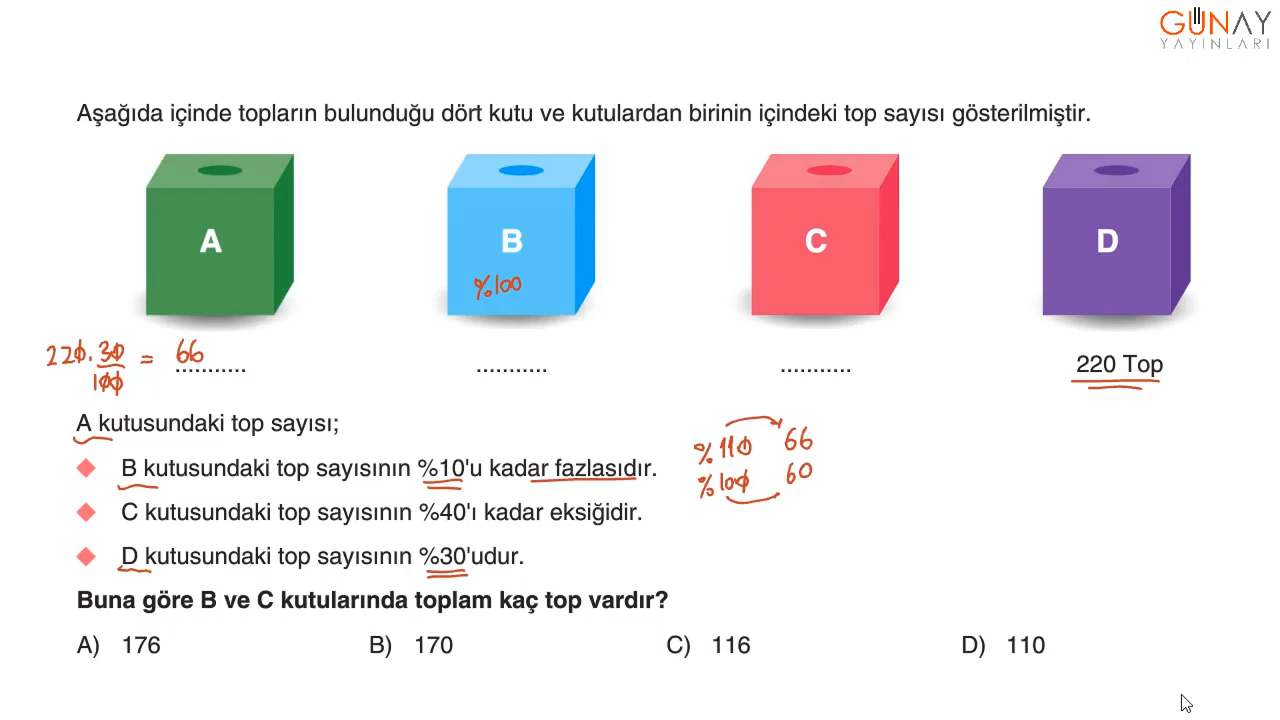 GÜNAY
YAYINLARI
Aşağıda içinde topların bulunduğu dört kutu ve kutulardan birinin içindeki top sayısı gösterilmiştir.
A
B
C
D
%100
220 . 30 / 100 = 66
...........
...........
...........
220 Top
A kutusundaki top sayısı;
%110 66
B kutusundaki top sayısının %10'u kadar fazlasıdır.
%100 60
C kutusundaki top sayısının %40'ı kadar eksiğidir.
D kutusundaki top sayısının %30'udur.
Buna göre B ve C kutularında toplam kaç top vardır?
A) 176 B) 170 C) 116 D) 110